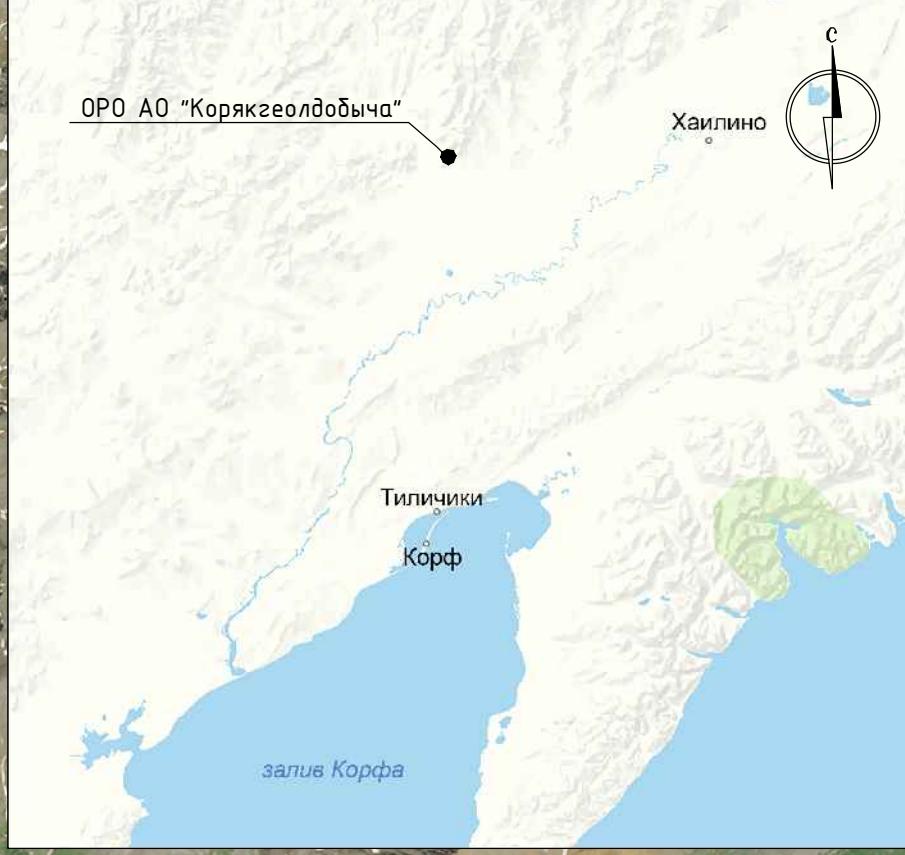 с
ОРО АО "Корякгеолдобыча"
Хаилино
Тиличики
Корф
залив Корфа